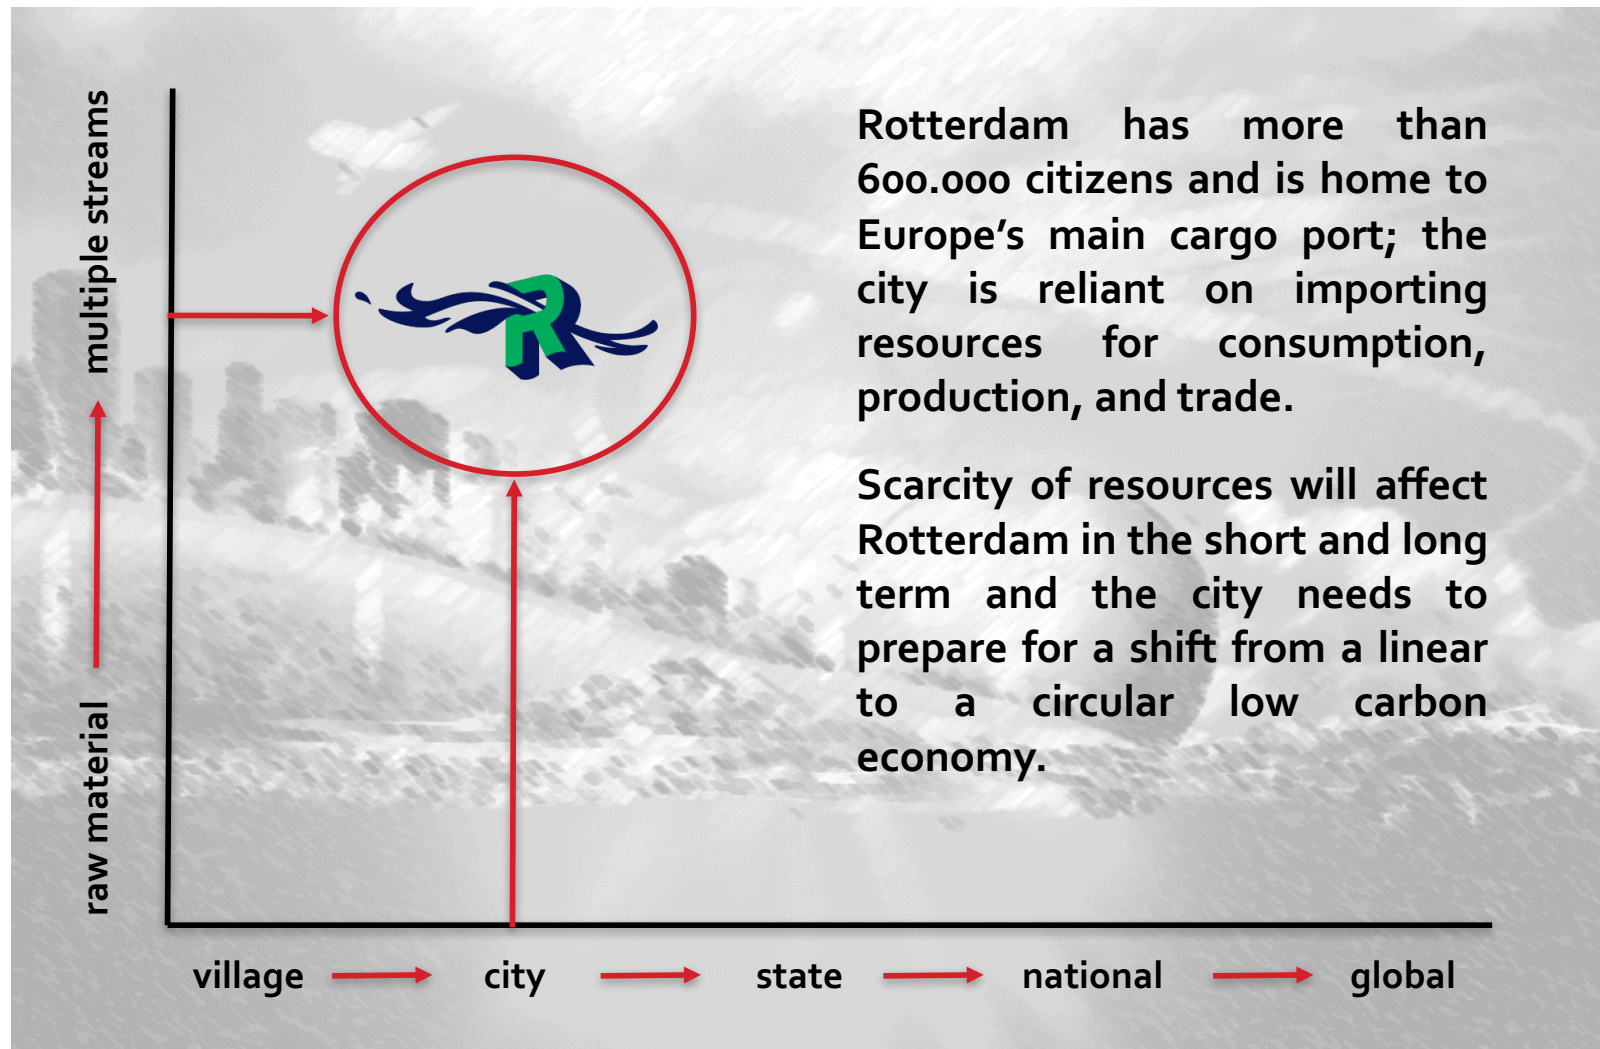 multiple streams
raw material
R
Rotterdam has more than
600.000 citizens and is home to
Europe’s main cargo port; the
city is reliant on importing
resources for consumption,
production, and trade.
Scarcity of resources will affect
Rotterdam in the short and long
term and the city needs to
prepare for a shift from a linear
to a circular low carbon
economy.
village city state national global